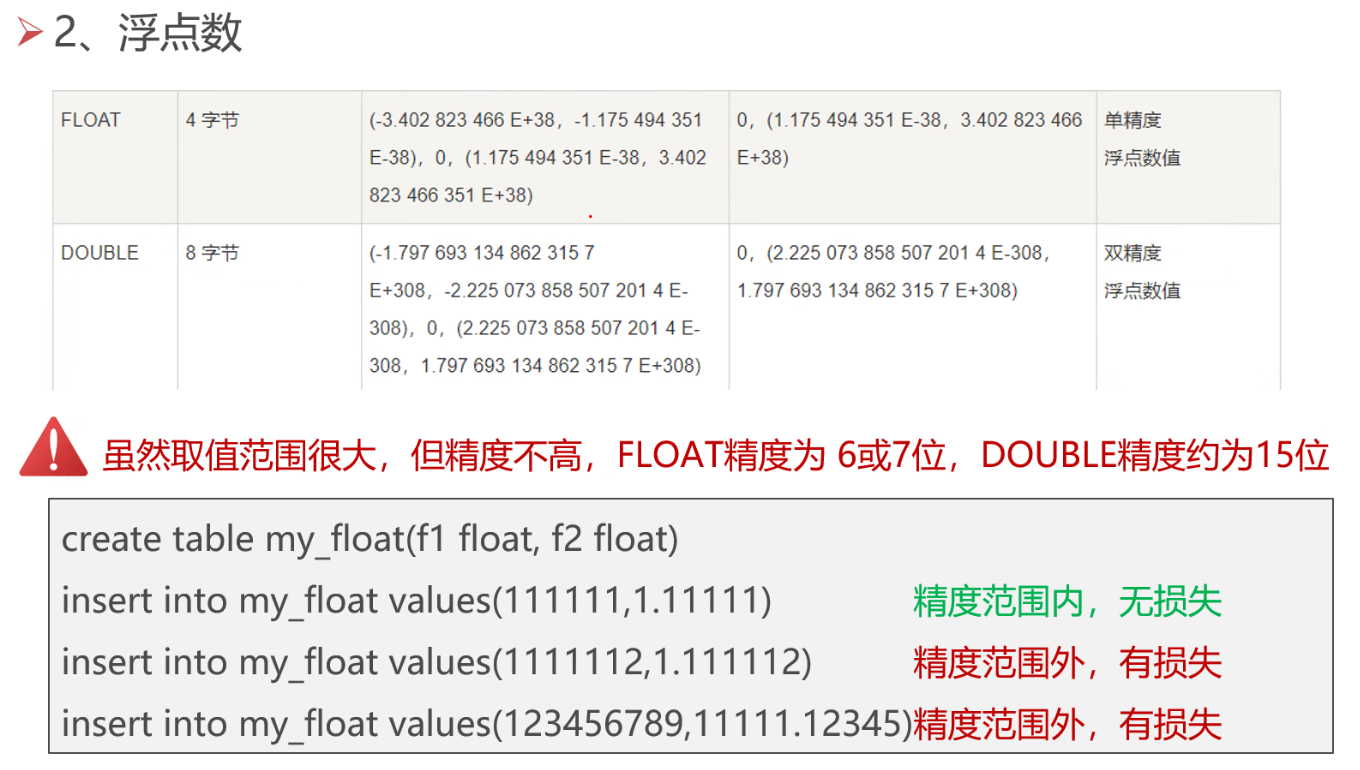 2、浮点数
FLOAT
4 字节
(-3.402 823 466 E+38，-1.175 494 351
E-38)，0，(1.175 494 351 E-38，3.402
823 466 351 E+38)
0，(1.175 494 351 E-38，3.402 823 466
E+38)
单精度
浮点数值
DOUBLE
8 字节
(-1.797 693 134 862 315 7
E+308，-2.225 073 858 507 201 4 E-
308)，0，(2.225 073 858 507 201 4 E-
308，1.797 693 134 862 315 7 E+308)
0，(2.225 073 858 507 201 4 E-308，
1.797 693 134 862 315 7 E+308)
双精度
浮点数值
虽然取值范围很大，但精度不高，FLOAT精度为 6或7位，DOUBLE精度约为15位
create table my_float(f1 float, f2 float)
insert into my_float values(111111,1.11111) 精度范围内，无损失
insert into my_float values(1111112,1.111112) 精度范围外，有损失
insert into my_float values(123456789,11111.12345)精度范围外，有损失